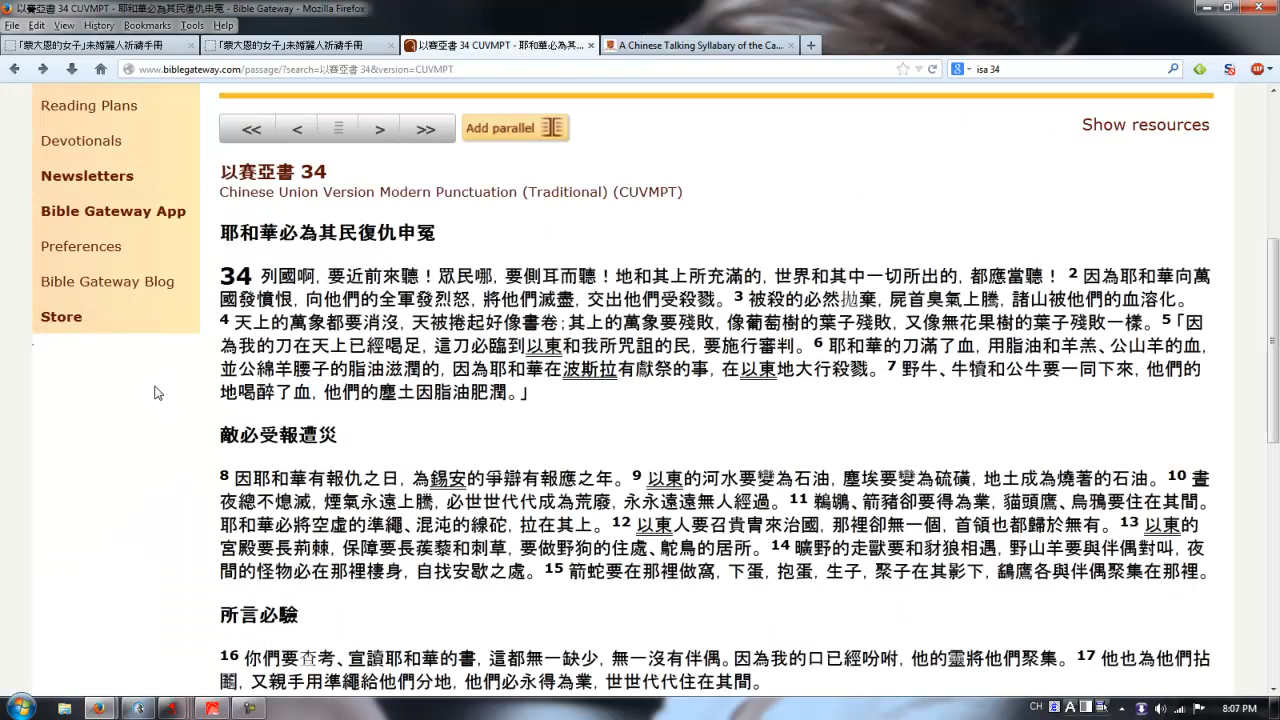 以賽亞書 34 CUVMPT - 耶和華必為其民復仇申冤 - Bible Gateway - Mozilla Firefox
File Edit View History Bookmarks Tools Help
「蒙大恩的女子」未婚麗人祈禱手冊 × 「蒙大恩的女子」未婚麗人祈禱手冊 × 以賽亞書 34 CUVMPT - 耶和華必為其... × A Chinese Talking Syllabary of the Ca... × +
www.biblegateway.com/passage/?search=以賽亞書 34&version=CUVMPT isa 34
Reading Plans
Devotionals
Newsletters
Bible Gateway App
Preferences
Bible Gateway Blog
Store
<< < > >> Add parallel Show resources
以賽亞書 34
Chinese Union Version Modern Punctuation (Traditional) (CUVMPT)
耶和華必為其民復仇申冤
34 列國啊，要近前來聽！眾民哪，要側耳而聽！地和其上所充滿的，世界和其中一切所出的，都應當聽！ 2 因為耶和華向萬
國發憤恨，向他們的全軍發烈怒，將他們滅盡，交出他們受殺戮。 3 被殺的必然拋棄，屍首臭氣上騰，諸山被他們的血溶化。
4 天上的萬象都要消沒，天被捲起好像書卷；其上的萬象要殘敗，像葡萄樹的葉子殘敗，又像無花果樹的葉子殘敗一樣。 5 「因
為我的刀在天上已經喝足，這刀必臨到以東和我所咒詛的民，要施行審判。 6 耶和華的刀滿了血，用脂油和羊羔、公山羊的血，
並公綿羊腰子的脂油滋潤的，因為耶和華在波斯拉有獻祭的事，在以東地大行殺戮。 7 野牛、牛犢和公牛要一同下來，他們的
地喝醉了血，他們的塵土因脂油肥潤。」
敵必受報遭災
8 因耶和華有報仇之日，為錫安的爭辯有報應之年。 9 以東的河水要變為石油，塵埃要變為硫磺，地土成為燒著的石油。 10 晝
夜總不熄滅，煙氣永遠上騰，必世世代代成為荒廢，永永遠遠無人經過。 11 鵜鶘、箭豬卻要得為業，貓頭鷹、烏鴉要住在其間。
耶和華必將空虛的準繩、混沌的線砣，拉在其上。 12 以東人要召貴冑來治國，那裡卻無一個，首領也都歸於無有。 13 以東的
宮殿要長荊棘，保障要長蒺藜和刺草，要做野狗的住處、鴕鳥的居所。 14 曠野的走獸要和豺狼相遇，野山羊要與伴偶對叫，夜
間的怪物必在那裡棲身，自找安歇之處。 15 箭蛇要在那裡做窩，下蛋，抱蛋，生子，聚子在其影下，鷂鷹各與伴偶聚集在那裡。
所言必驗
16 你們要查考、宣讀耶和華的書，這都無一缺少，無一沒有伴偶。因為我的口已經吩咐，他的靈將他們聚集。 17 他也為他們拈
鬮，又親手用準繩給他們分地，他們必永得為業，世世代代住在其間。
CH 8:07 PM